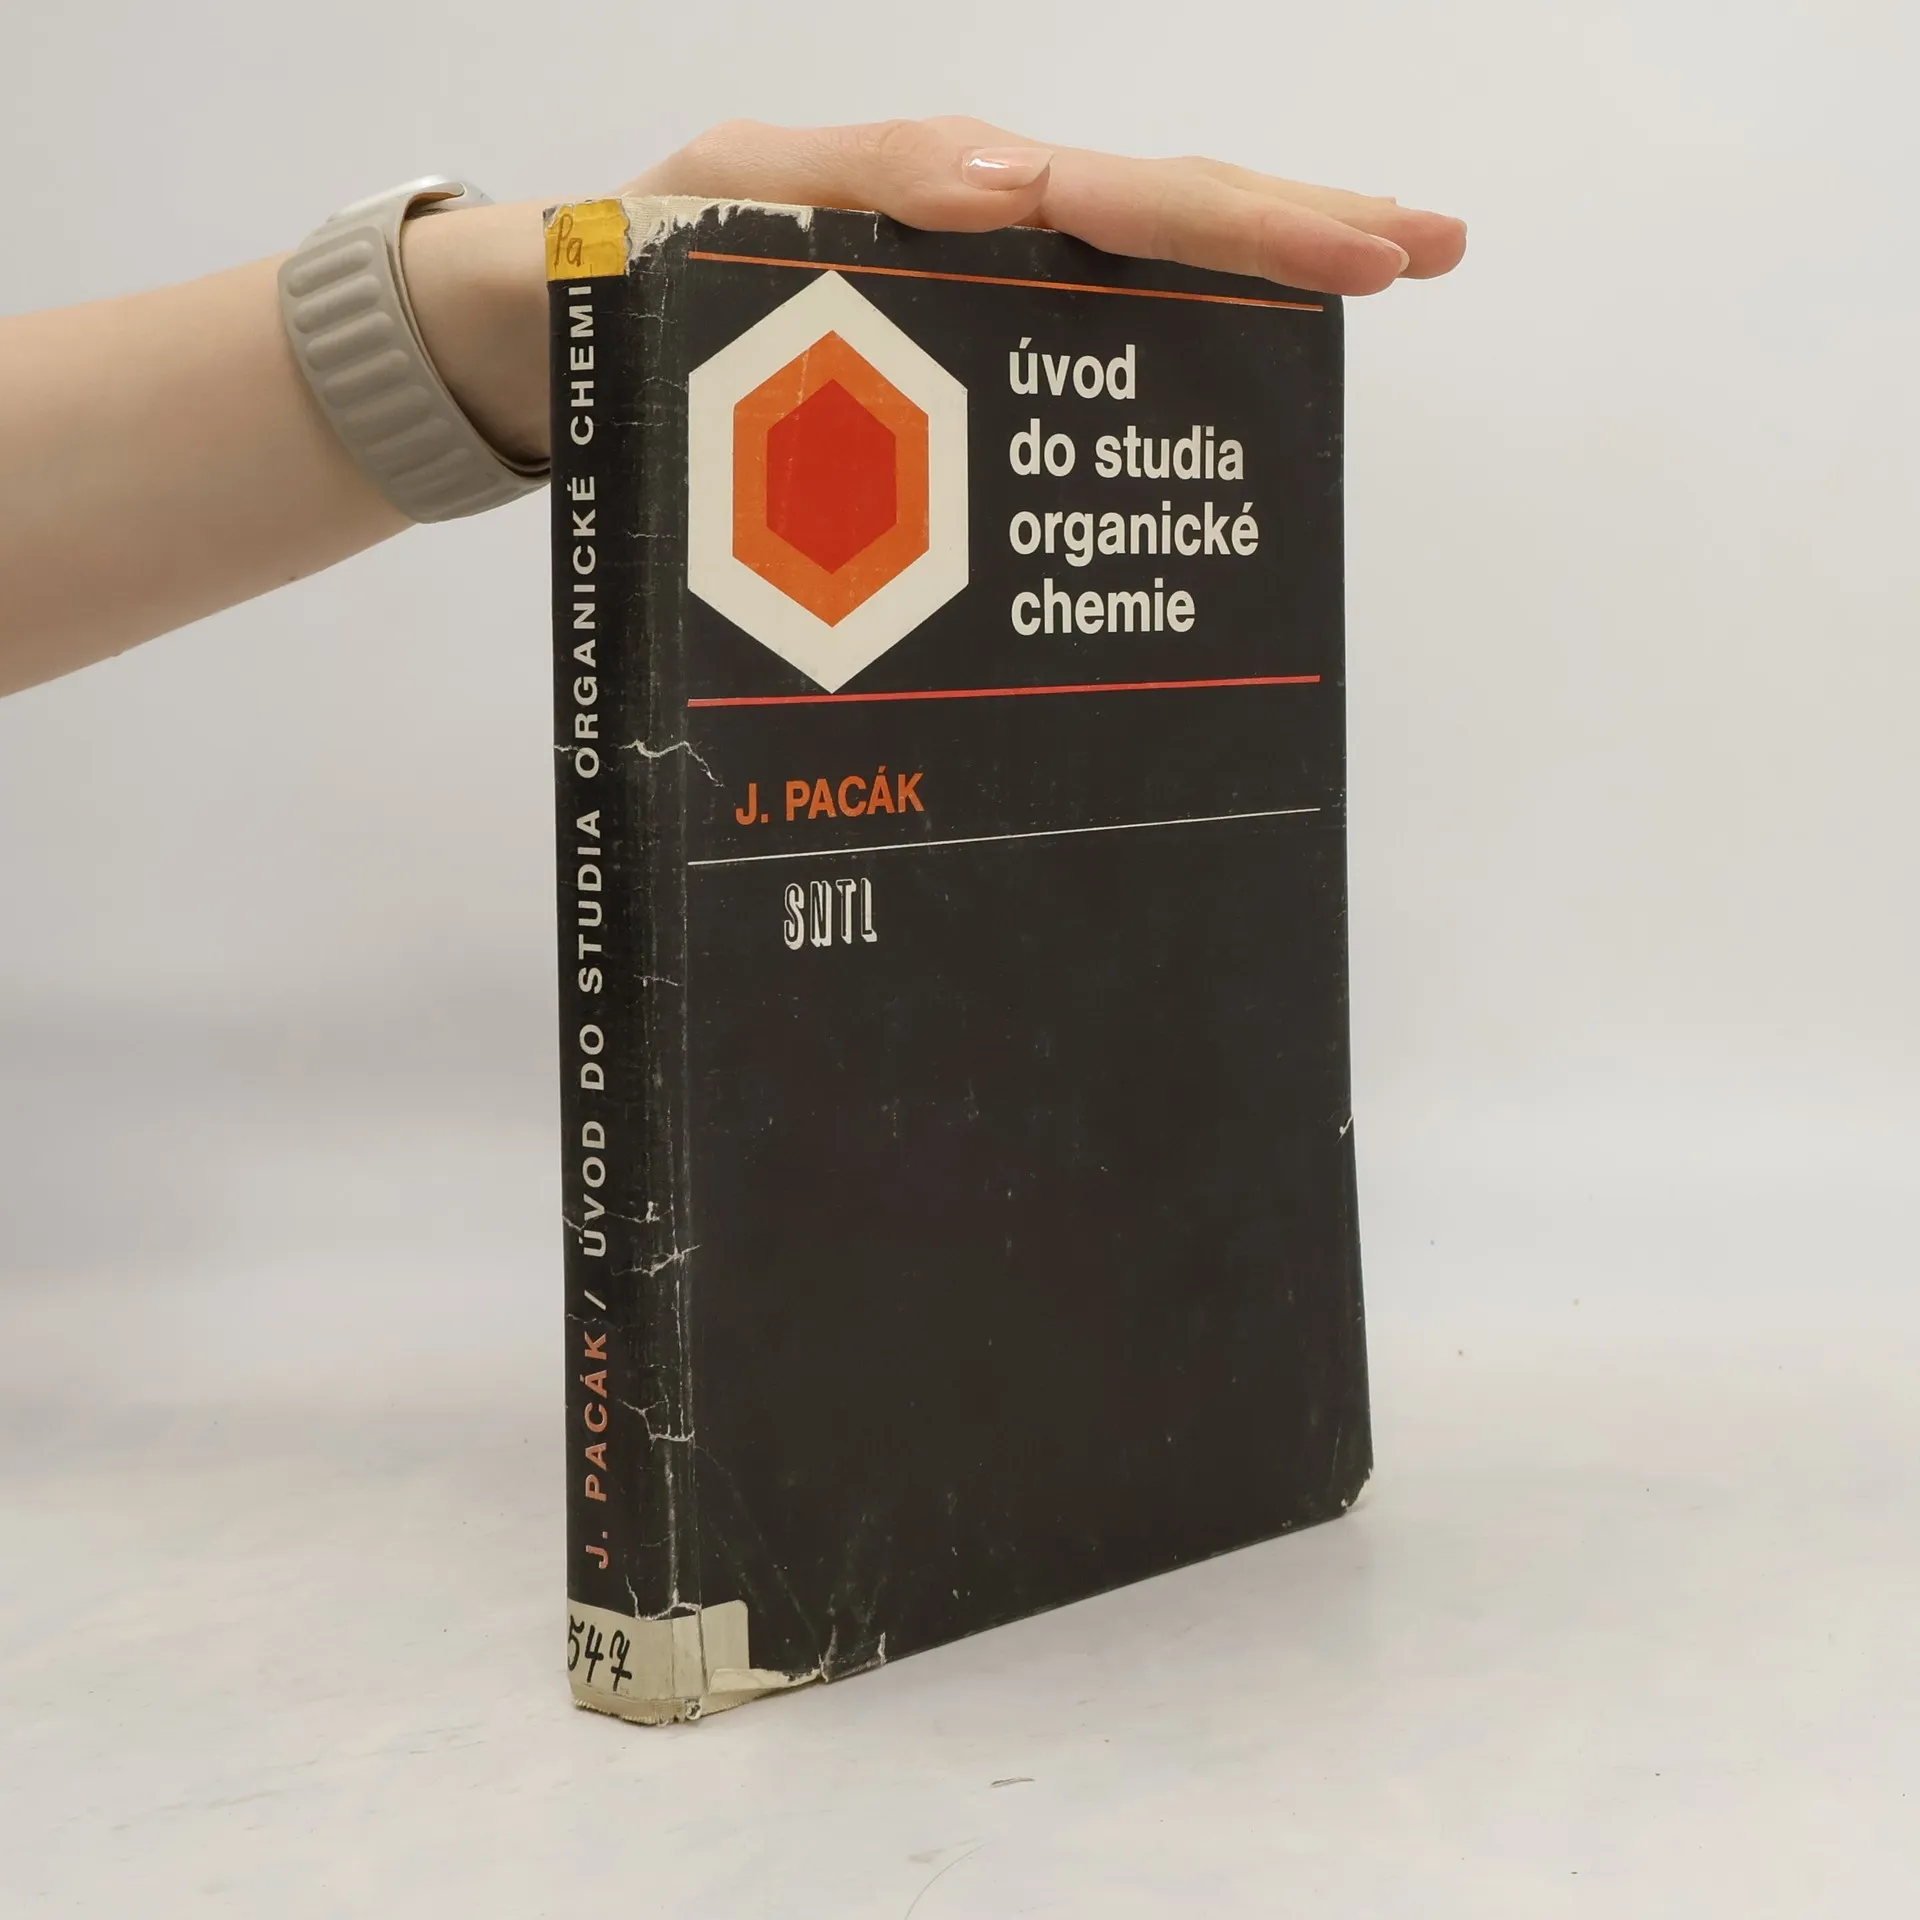 úvod
do studia
organické
chemie
J. PACÁK
SNTL
J. PACÁK / ÚVOD DO STUDIA ORGANICKÉ CHEMI
Pa
547